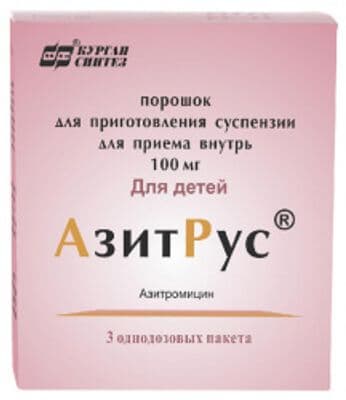 КУРГАН
СИНТЕЗ
порошок
для приготовления суспензии
для приема внутрь
100 мг
Для детей
АзитРус®
Азитромицин
3 однодозовых пакета